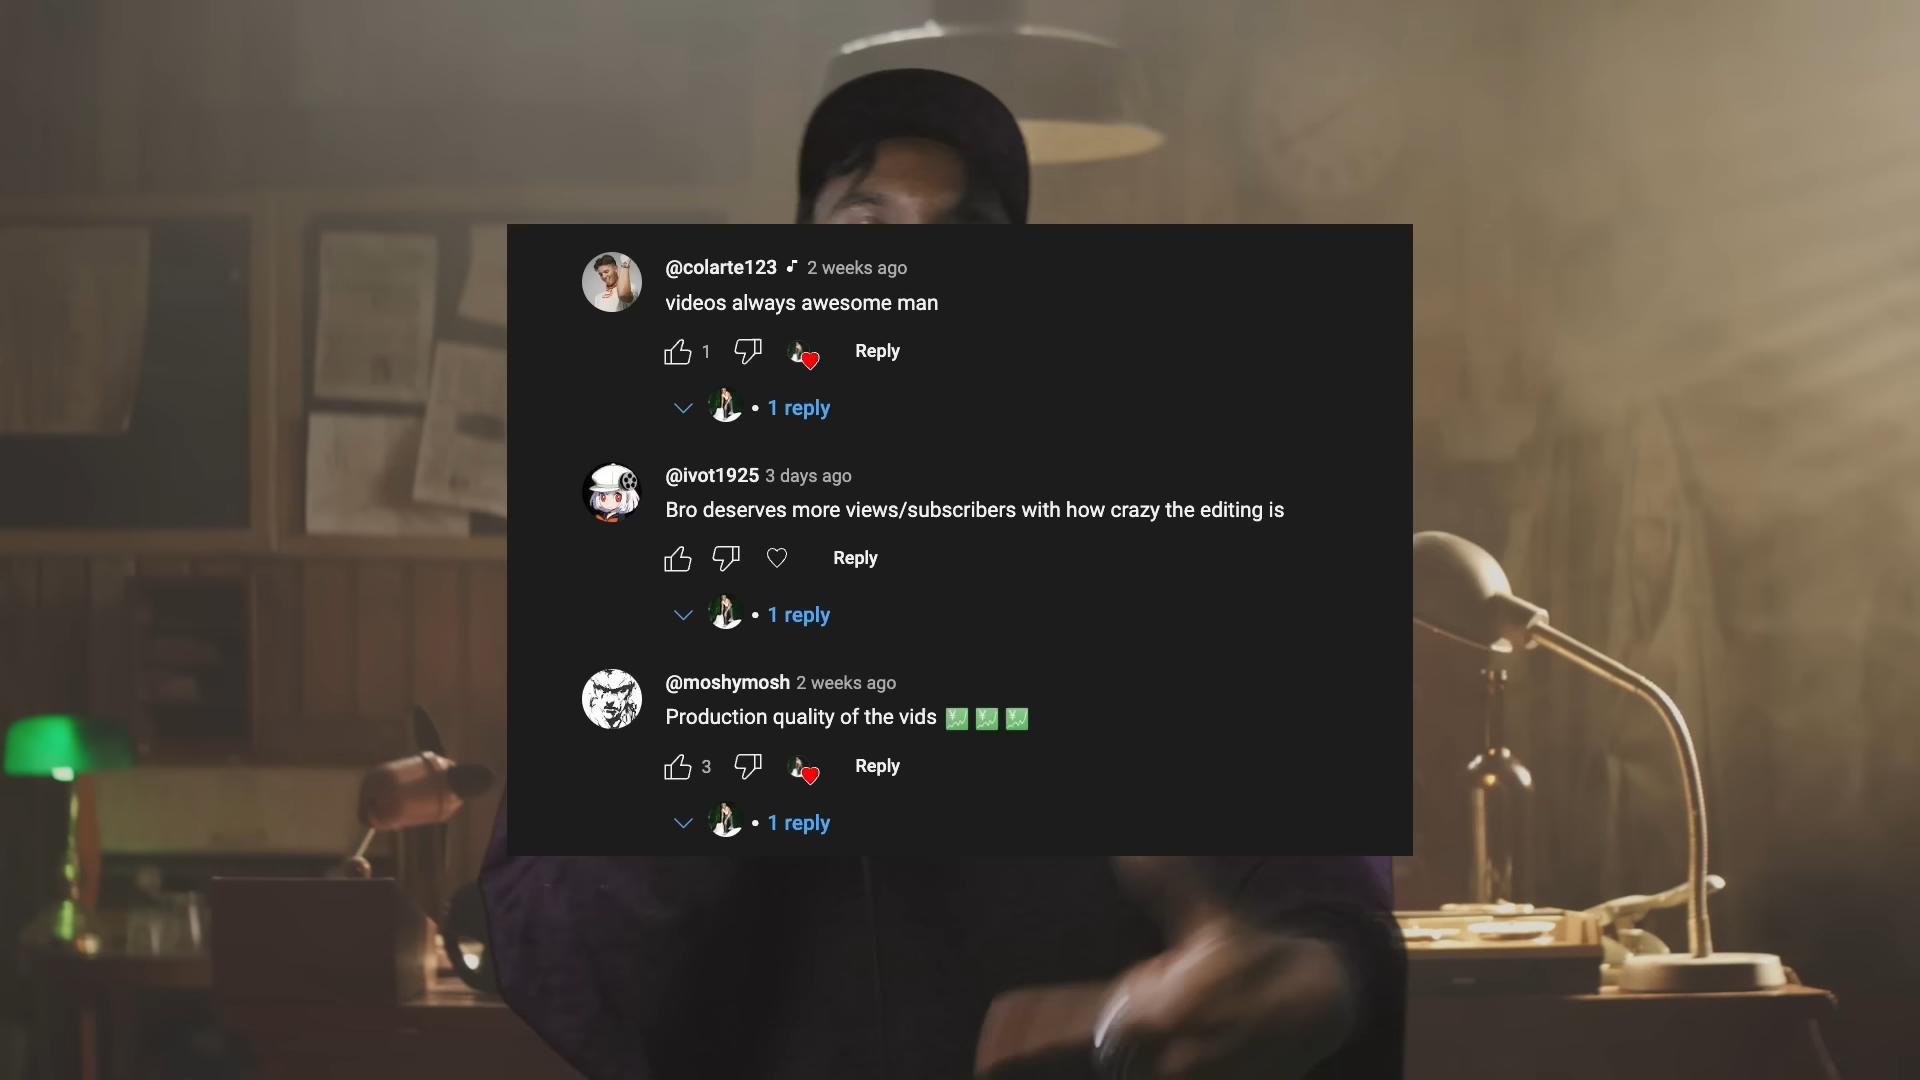 @colarte123 2 weeks ago
videos always awesome man
1 Reply
1 reply
@ivot1925 3 days ago
Bro deserves more views/subscribers with how crazy the editing is
Reply
1 reply
@moshymosh 2 weeks ago
Production quality of the vids 💹 💹 💹
3 Reply
1 reply